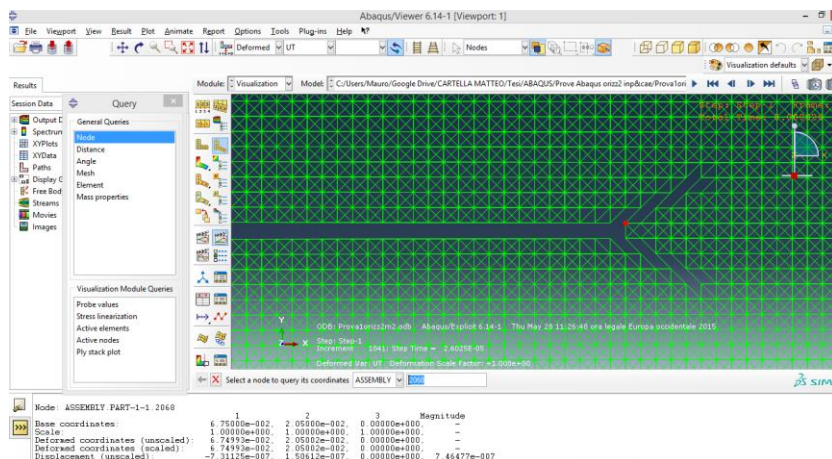 Abaqus/Viewer 6.14-1 [Viewport: 1]
File Viewport View Result Plot Animate Report Options Tools Plug-ins Help
Deformed UT
Nodes
Visualization defaults
Results
Module: Visualization Model: C:/Users/Mauro/Google Drive/CARTELLA MATTEO/Tesi/ABAQUS/Prove Abaqus orizz2 inp&cae/Prova1ori
Session Data
Output D
Spectrun
XYPlots
XYData
Paths
Display G
Free Bod
Streams
Movies
Images
Query
General Queries
Node
Distance
Angle
Mesh
Element
Mass properties
Visualization Module Queries
Probe values
Stress linearization
Active elements
Active nodes
Ply stack plot
Y
Z X
ODB: Prova1orizz2m2.odb Abaqus/Explicit 6.14-1 Thu May 28 11:26:48 ora legale Europa occidentale 2015
Step: Step-1
Increment 1041: Step Time = 2.6025E-05
Deformed Var: UT Deformation Scale Factor: +1.000e+00
Select a node to query its coordinates ASSEMBLY 2068
Node: ASSEMBLY.PART-1-1.2068
1 2 3 Magnitude
Base coordinates: 6.75000e-002, 2.05000e-002, 0.00000e+000, -
Scale: 1.00000e+000, 1.00000e+000, 1.00000e+000, -
Deformed coordinates (unscaled): 6.74993e-002, 2.05002e-002, 0.00000e+000, -
Deformed coordinates (scaled): 6.74993e-002, 2.05002e-002, 0.00000e+000, -
Displacement (unscaled): -7.31125e-007, 1.50612e-007, 0.00000e+000, 7.46477e-007